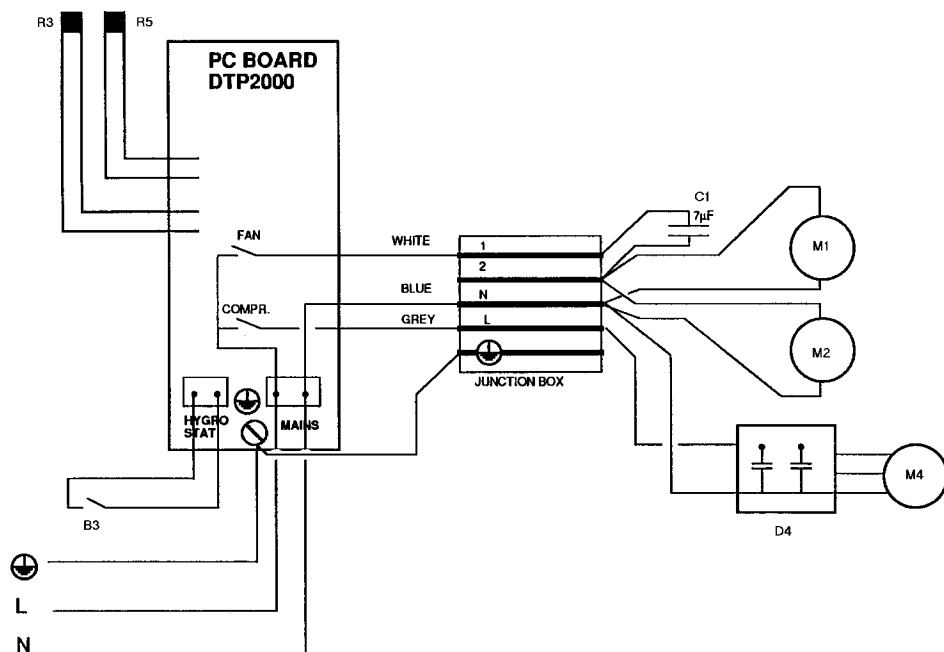 R3
R5
PC BOARD
DTP2000
FAN
WHITE
1
C1
7µF
M1
2
BLUE
N
COMPR.
GREY
L
M2
JUNCTION BOX
HYGRO
STAT
MAINS
M4
B3
D4
L
N